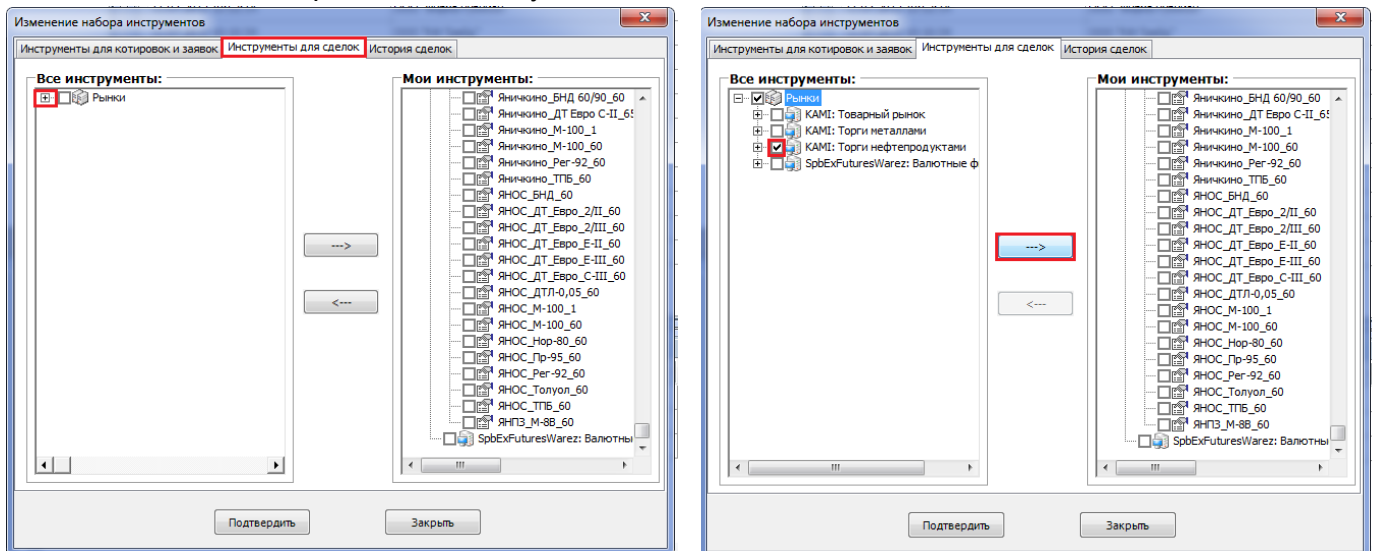 Изменение набора инструментов
Инструменты для котировок и заявок Инструменты для сделок История сделок
Все инструменты:
Рынки
--->
<---
Мои инструменты:
Яничкино_БНД 60/90_60
Яничкино_ДТ Евро С-II_65
Яничкино_М-100_1
Яничкино_М-100_60
Яничкино_Рег-92_60
Яничкино_ТПБ_60
ЯНОС_БНД_60
ЯНОС_ДТ_Евро_2/II_60
ЯНОС_ДТ_Евро_2/III_60
ЯНОС_ДТ_Евро_Е-II_60
ЯНОС_ДТ_Евро_Е-III_60
ЯНОС_ДТ_Евро_С-III_60
ЯНОС_ДТЛ-0,05_60
ЯНОС_М-100_1
ЯНОС_М-100_60
ЯНОС_Нор-80_60
ЯНОС_Пр-95_60
ЯНОС_Рег-92_60
ЯНОС_Толуол_60
ЯНОС_ТПБ_60
ЯНПЗ_М-8В_60
SpbExFuturesWarez: Валютны
Подтвердить Закрыть
Изменение набора инструментов
Инструменты для котировок и заявок Инструменты для сделок История сделок
Все инструменты:
Рынки
KAMI: Товарный рынок
KAMI: Торги металлами
KAMI: Торги нефтепродуктами
SpbExFuturesWarez: Валютные ф
--->
<---
Мои инструменты:
Яничкино_БНД 60/90_60
Яничкино_ДТ Евро С-II_65
Яничкино_М-100_1
Яничкино_М-100_60
Яничкино_Рег-92_60
Яничкино_ТПБ_60
ЯНОС_БНД_60
ЯНОС_ДТ_Евро_2/II_60
ЯНОС_ДТ_Евро_2/III_60
ЯНОС_ДТ_Евро_Е-II_60
ЯНОС_ДТ_Евро_Е-III_60
ЯНОС_ДТ_Евро_С-III_60
ЯНОС_ДТЛ-0,05_60
ЯНОС_М-100_1
ЯНОС_М-100_60
ЯНОС_Нор-80_60
ЯНОС_Пр-95_60
ЯНОС_Рег-92_60
ЯНОС_Толуол_60
ЯНОС_ТПБ_60
ЯНПЗ_М-8В_60
SpbExFuturesWarez: Валютны
Подтвердить Закрыть